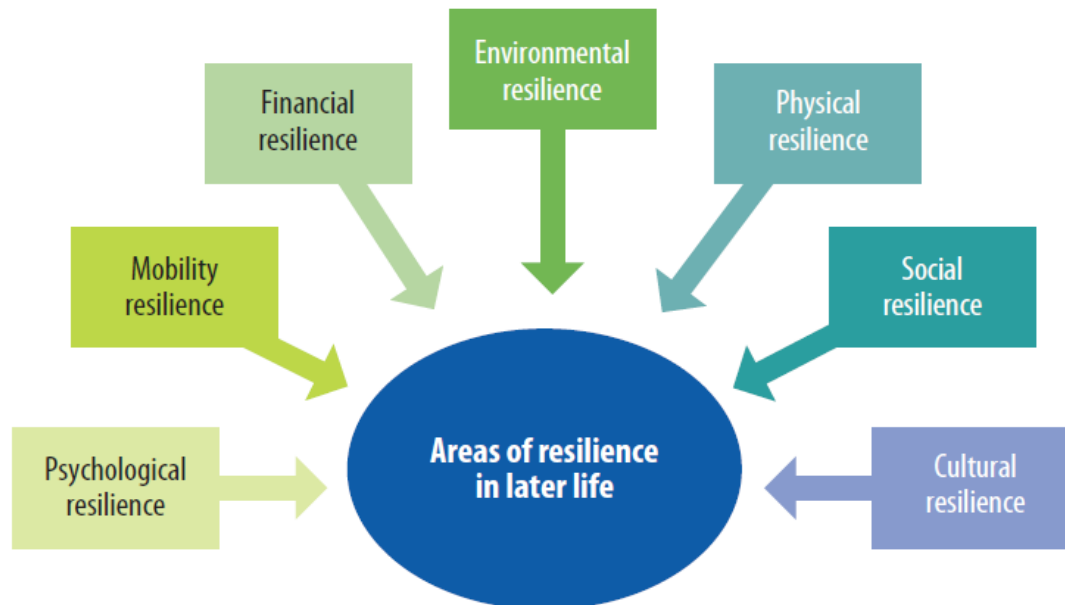 Environmental
resilience
Financial
resilience
Physical
resilience
Mobility
resilience
Social
resilience
Psychological
resilience
Areas of resilience
in later life
Cultural
resilience